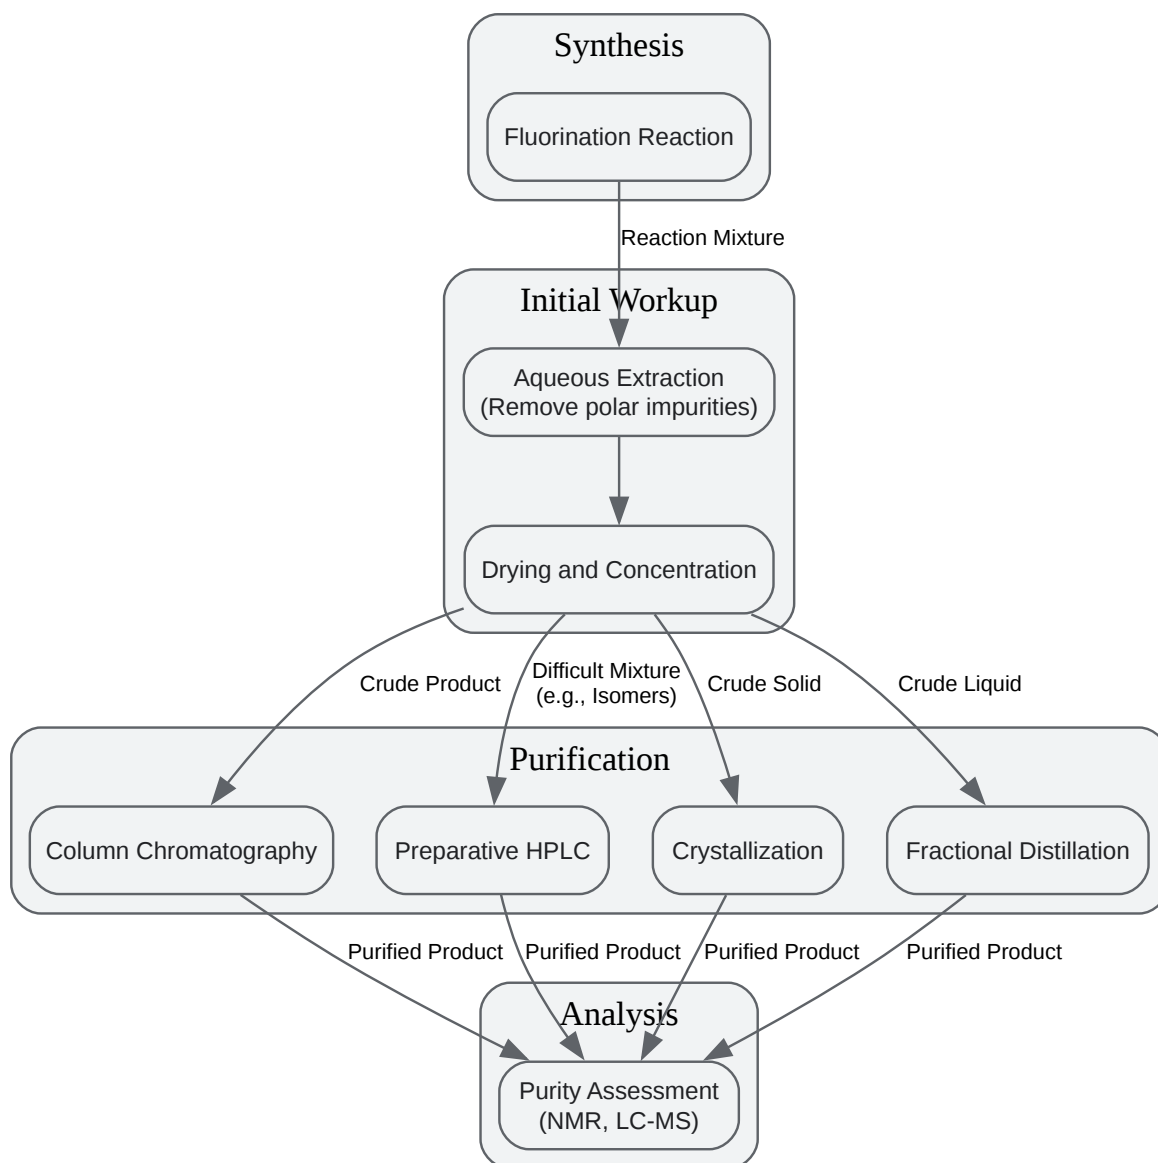 Synthesis
Fluorination Reaction
Reaction Mixture
Initial Workup
Aqueous Extraction
(Remove polar impurities)
Drying and Concentration
Crude Product
Difficult Mixture
(e.g., Isomers)
Crude Solid
Crude Liquid
Purification
Column Chromatography
Preparative HPLC
Crystallization
Fractional Distillation
Purified Product
Purified Product
Purified Product
Purified Product
Analysis
Purity Assessment
(NMR, LC-MS)